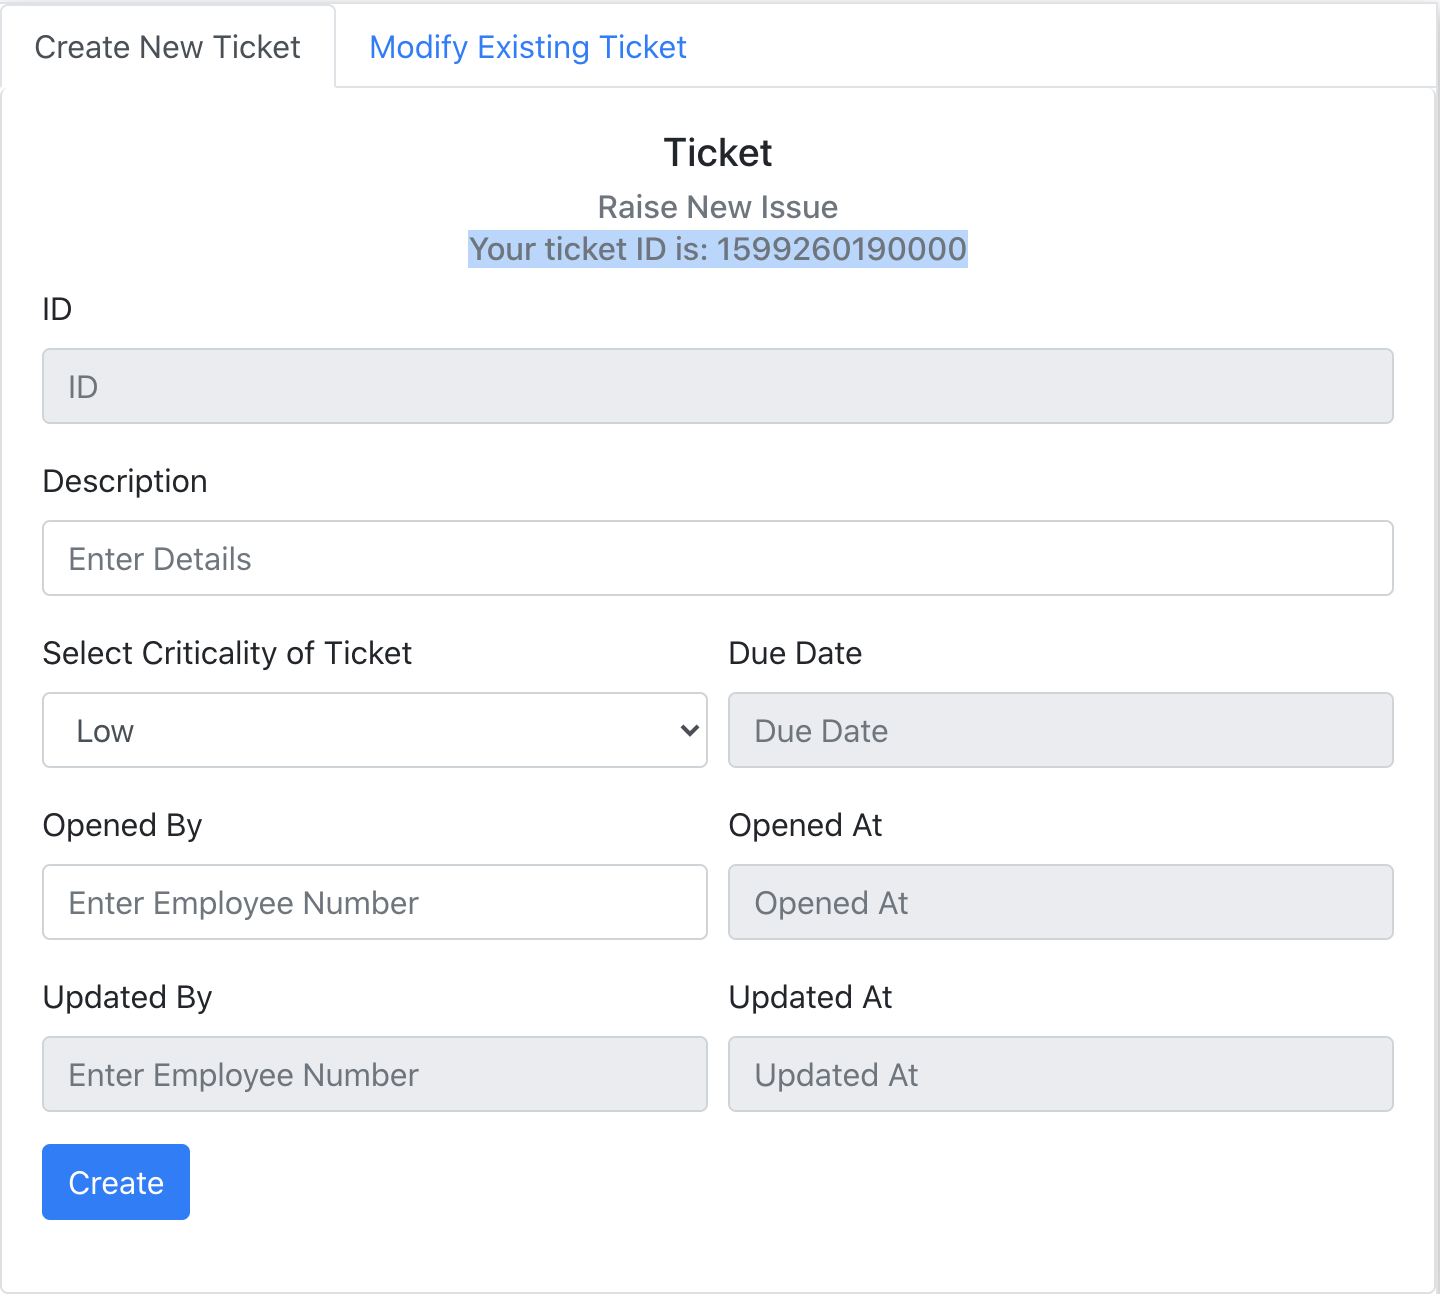 Create New Ticket Modify Existing Ticket
Ticket
Raise New Issue
Your ticket ID is: 1599260190000
ID
ID
Description
Enter Details
Select Criticality of Ticket Due Date
Low Due Date
Opened By Opened At
Enter Employee Number Opened At
Updated By Updated At
Enter Employee Number Updated At
Create